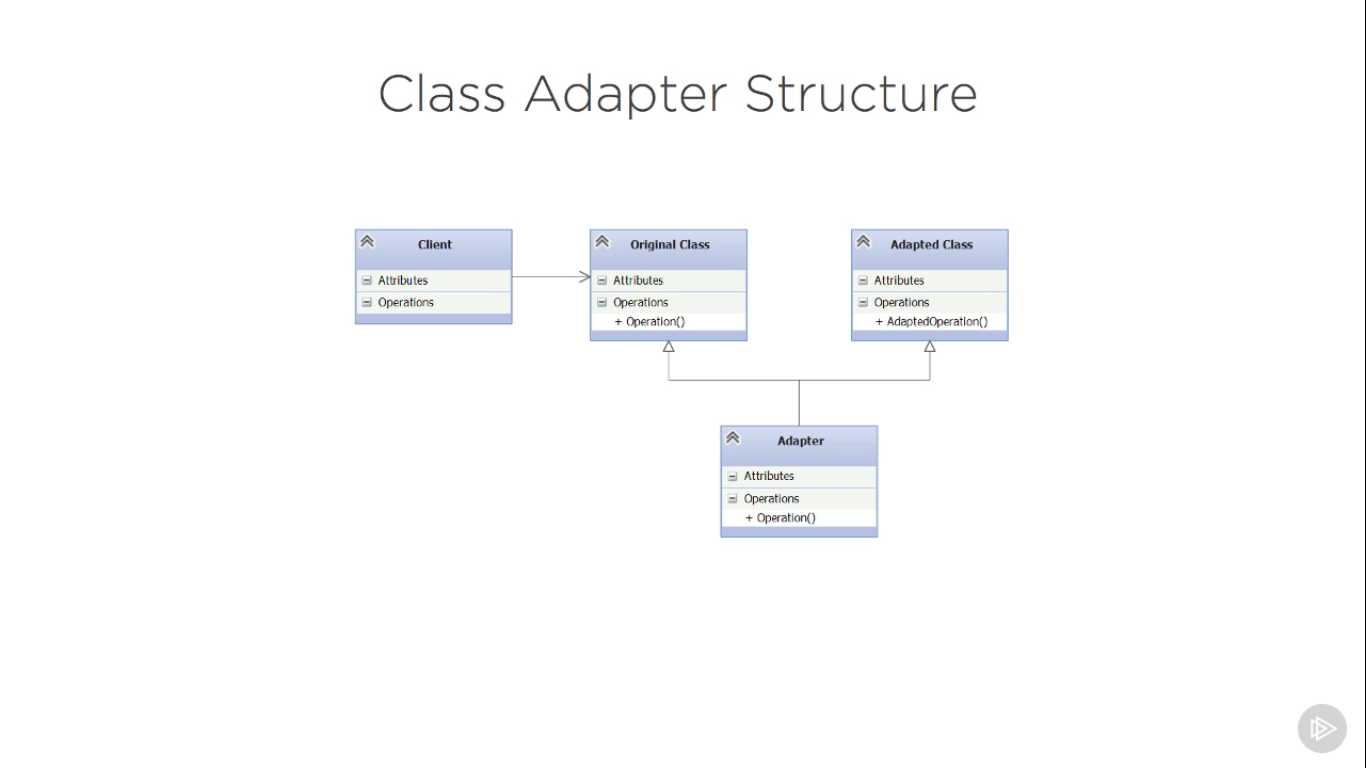 Class Adapter Structure
Client
Attributes
Operations
Original Class
Attributes
Operations
+ Operation()
Adapted Class
Attributes
Operations
+ AdaptedOperation()
Adapter
Attributes
Operations
+ Operation()